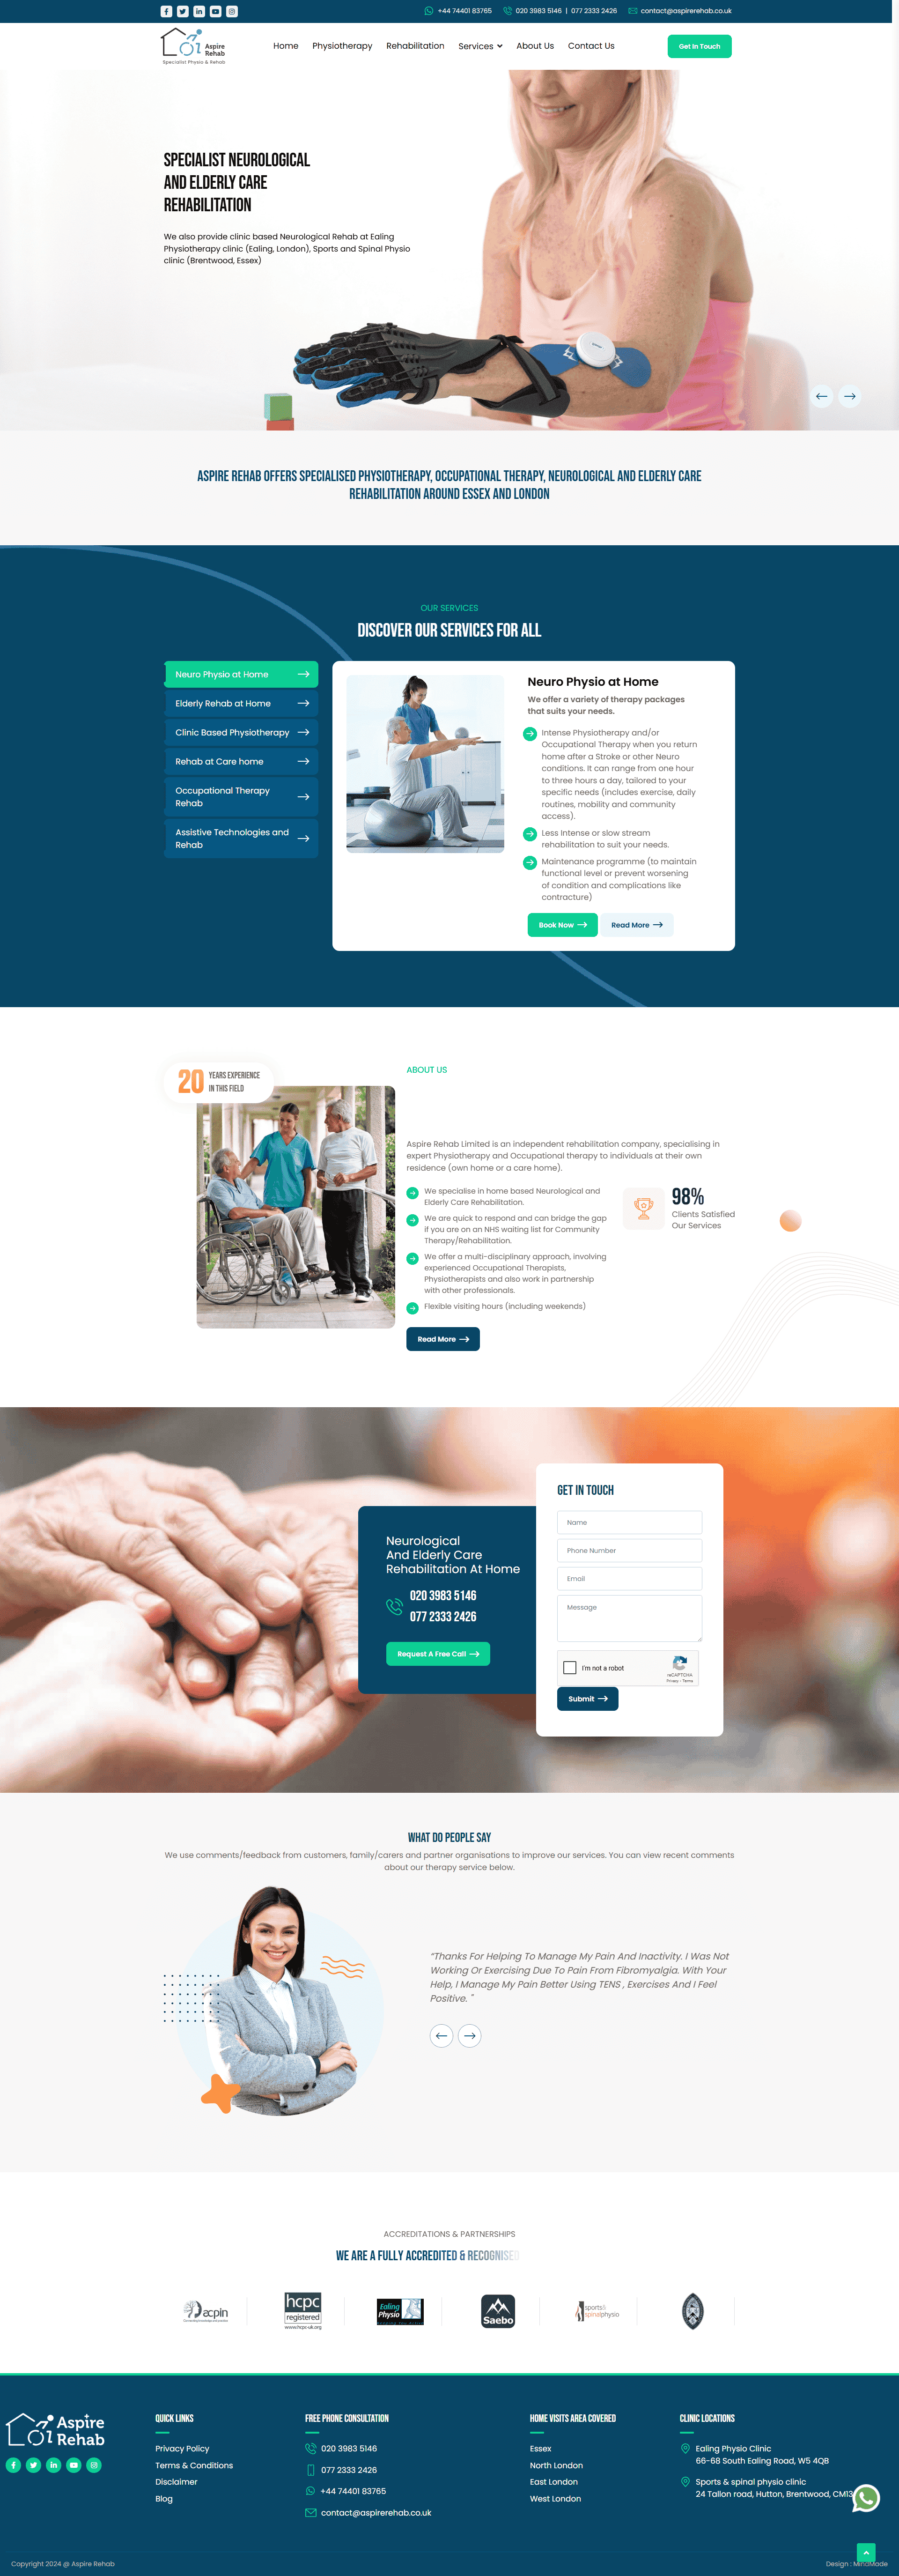 +44 74401 83765
020 3983 5146 | 077 2333 2426
contact@aspirerehab.co.uk
Aspire
Rehab
Specialist Physio & Rehab
Home
Physiotherapy
Rehabilitation
Services
About Us
Contact Us
Get In Touch
SPECIALIST NEUROLOGICAL
AND ELDERLY CARE
REHABILITATION
We also provide clinic based Neurological Rehab at Ealing
Physiotherapy clinic (Ealing, London), Sports and Spinal Physio
clinic (Brentwood, Essex)
ASPIRE REHAB OFFERS SPECIALISED PHYSIOTHERAPY, OCCUPATIONAL THERAPY, NEUROLOGICAL AND ELDERLY CARE
REHABILITATION AROUND ESSEX AND LONDON
OUR SERVICES
DISCOVER OUR SERVICES FOR ALL
Neuro Physio at Home
Elderly Rehab at Home
Clinic Based Physiotherapy
Rehab at Care home
Occupational Therapy
Rehab
Assistive Technologies and
Rehab
Neuro Physio at Home
We offer a variety of therapy packages
that suits your needs.
Intense Physiotherapy and/or
Occupational Therapy when you return
home after a Stroke or other Neuro
conditions. It can range from one hour
to three hours a day, tailored to your
specific needs (includes exercise, daily
routines, mobility and community
access).
Less Intense or slow stream
rehabilitation to suit your needs.
Maintenance programme (to maintain
functional level or prevent worsening
of condition and complications like
contracture)
Book Now
Read More
20
YEARS EXPERIENCE
IN THIS FIELD
ABOUT US
Aspire Rehab Limited is an independent rehabilitation company, specialising in
expert Physiotherapy and Occupational therapy to individuals at their own
residence (own home or a care home).
We specialise in home based Neurological and
Elderly Care Rehabilitation.
We are quick to respond and can bridge the gap
if you are on an NHS waiting list for Community
Therapy/Rehabilitation.
We offer a multi-disciplinary approach, involving
experienced Occupational Therapists,
Physiotherapists and also work in partnership
with other professionals.
Flexible visiting hours (including weekends)
98%
Clients Satisfied
Our Services
Read More
Neurological
And Elderly Care
Rehabilitation At Home
020 3983 5146
077 2333 2426
Request A Free Call
GET IN TOUCH
Name
Phone Number
Email
Message
I'm not a robot
reCAPTCHA
Privacy - Terms
Submit
WHAT DO PEOPLE SAY
We use comments/feedback from customers, family/carers and partner organisations to improve our services. You can view recent comments
about our therapy service below.
"Thanks For Helping To Manage My Pain And Inactivity. I Was Not
Working Or Exercising Due To Pain From Fibromyalgia. With Your
Help, I Manage My Pain Better Using TENS , Exercises And I Feel
Positive. "
ACCREDITATIONS & PARTNERSHIPS
WE ARE A FULLY ACCREDITED & RECOGNISED
acpin
hcpc
registered
www.hcpc-uk.org
Ealing
Physio
Saebo
sports&
spinalphysio
Aspire
Rehab
QUICK LINKS
Privacy Policy
Terms & Conditions
Disclaimer
Blog
FREE PHONE CONSULTATION
020 3983 5146
077 2333 2426
+44 74401 83765
contact@aspirerehab.co.uk
HOME VISITS AREA COVERED
Essex
North London
East London
West London
CLINIC LOCATIONS
Ealing Physio Clinic
66-68 South Ealing Road, W5 4QB
Sports & spinal physio clinic
24 Tallon road, Hutton, Brentwood, CM13
Copyright 2024 @ Aspire Rehab
Design : MindMade